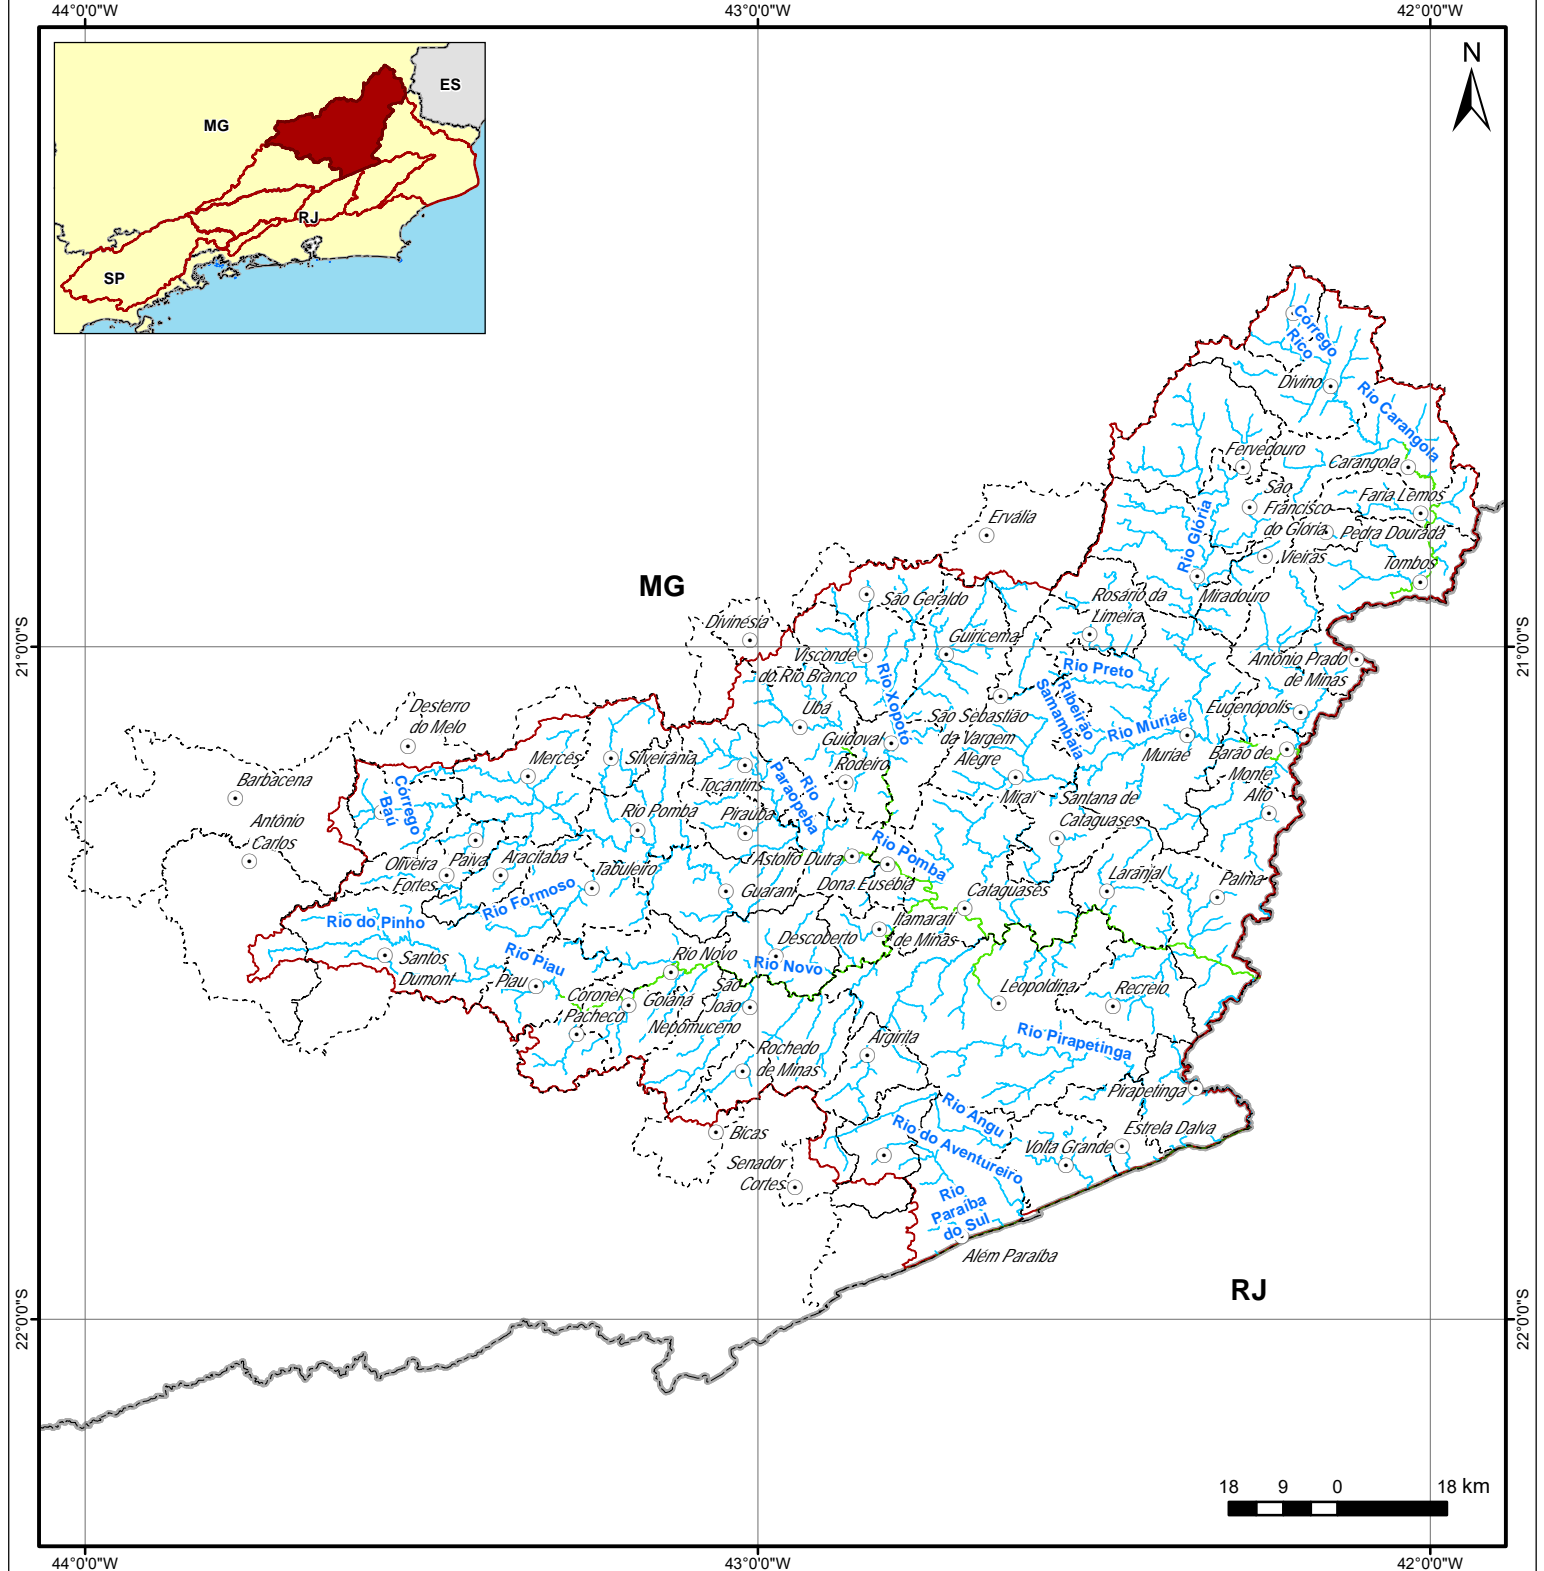 44°0'0"W
43°0'0"W
42°0'0"W
MG
ES
RJ
SP
N
Córrego
Rico
Divino
Rio Carangola
Fervedouro
Carangola
São
Francisco
do Glória
Faria Lemos
Ervália
Rio Glória
Pedra Dourada
Vieiras
Tombos
MG
São Geraldo
Rosário da
Limeira
Miradouro
Divinésia
Guiricema
21°0'0"S
21°0'0"S
Visconde
do Rio Branco
Rio Preto
Antônio Prado
de Minas
Rio Xopotó
Ribeirão
Samambaia
Desterro
do Melo
Ubá
São Sebastião
da Vargem
Alegre
Eugenópolis
Rio Muriaé
Guidoval
Muriaé
Barão de
Monte
Alto
Mercês
Silveirânia
Rodeiro
Barbacena
Córrego
Baú
Tocantins
Rio
Paraopeba
Miraí
Santana de
Cataguases
Antônio
Carlos
Rio Pomba
Piraúba
Rio Pomba
Oliveira
Fortes
Paiva
Aracitaba
Tabuleiro
Astolfo Dutra
Dona Eusébia
Laranjal
Palma
Rio Formoso
Guarani
Cataguases
Rio do Pinho
Itamarati
de Minas
Descoberto
Santos
Dumont
Rio Piau
Rio Novo
Rio Novo
Piau
Coronel
Pacheco
Goianá
São
João
Nepomuceno
Leopoldina
Recreio
Argirita
Rio Pirapetinga
Rochedo
de Minas
Pirapetinga
Rio Angu
Bicas
Rio do Aventureiro
Volta Grande
Estrela Dalva
Senador
Cortes
Rio
Paraíba
do Sul
Além Paraíba
RJ
22°0'0"S
22°0'0"S
18 9 0 18 km
44°0'0"W
43°0'0"W
42°0'0"W